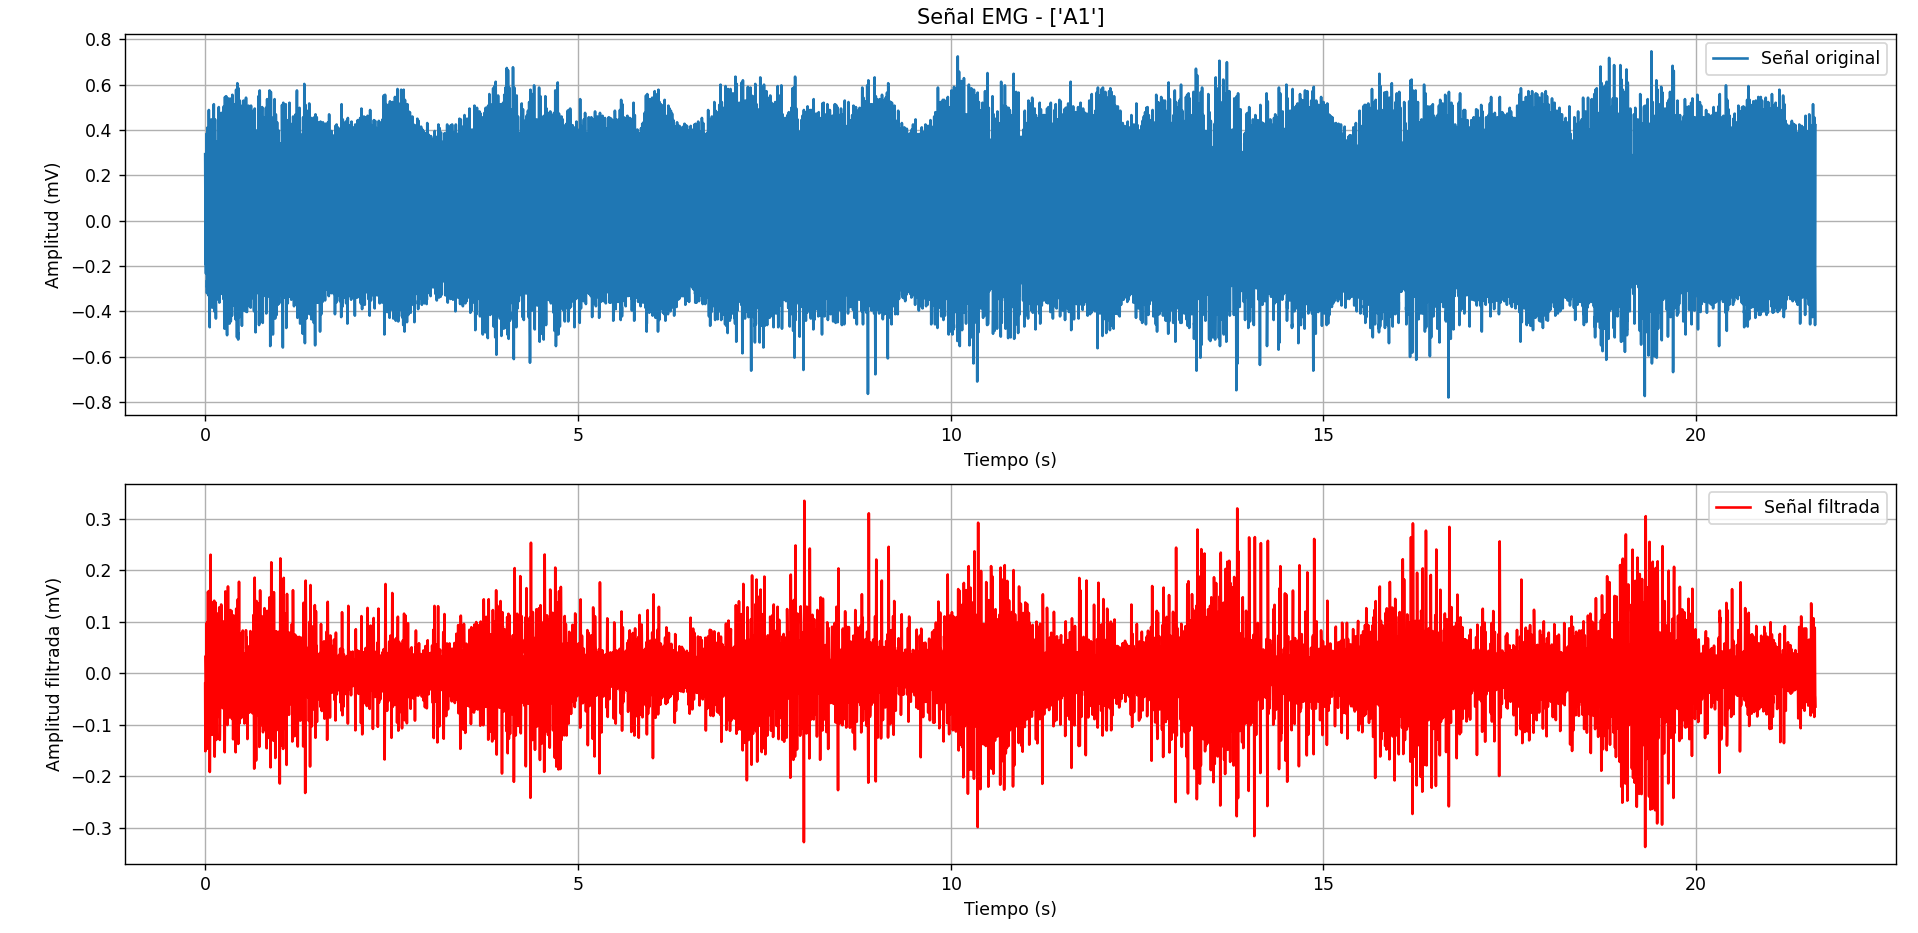 Señal EMG - ['A1']
Señal original
Amplitud (mV)
0.8
0.6
0.4
0.2
0.0
−0.2
−0.4
−0.6
−0.8
0 5 10 15 20
Tiempo (s)
Señal filtrada
Amplitud filtrada (mV)
0.3
0.2
0.1
0.0
−0.1
−0.2
−0.3
0 5 10 15 20
Tiempo (s)